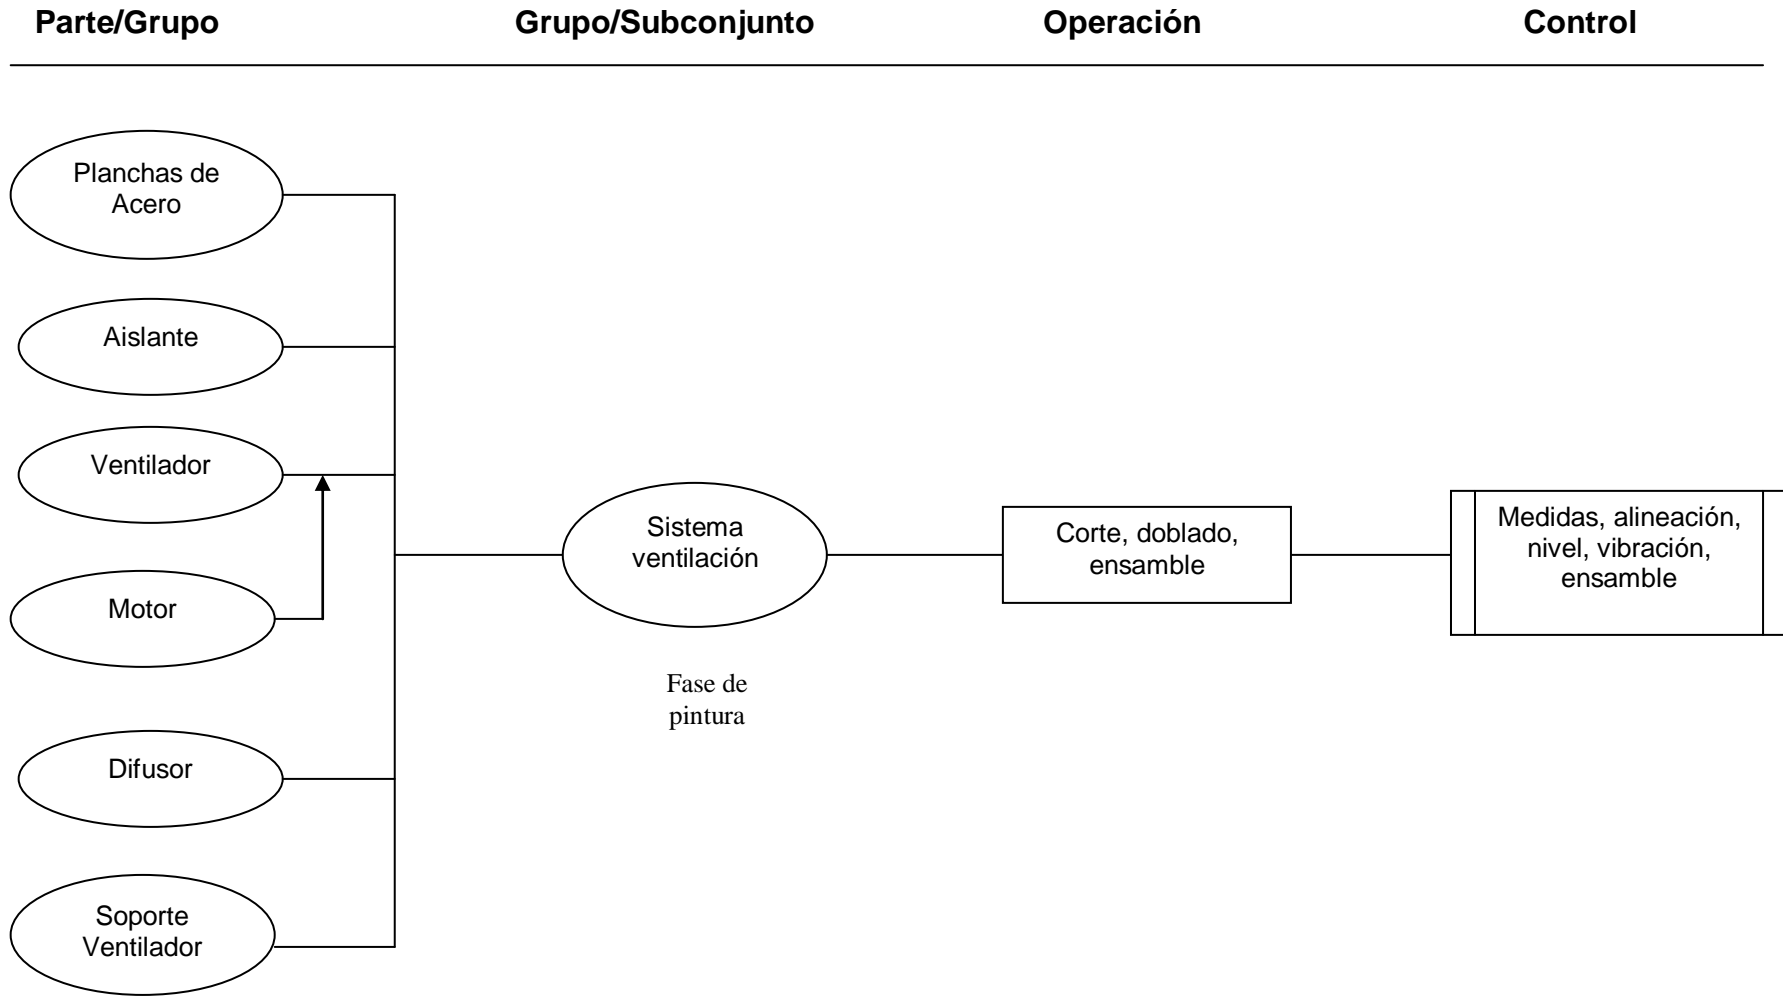 Parte/Grupo Grupo/Subconjunto Operación Control
Planchas de
Acero
Aislante
Ventilador
Motor
Difusor
Soporte
Ventilador
Sistema
ventilación
Fase de
pintura
Corte, doblado,
ensamble
Medidas, alineación,
nivel, vibración,
ensamble